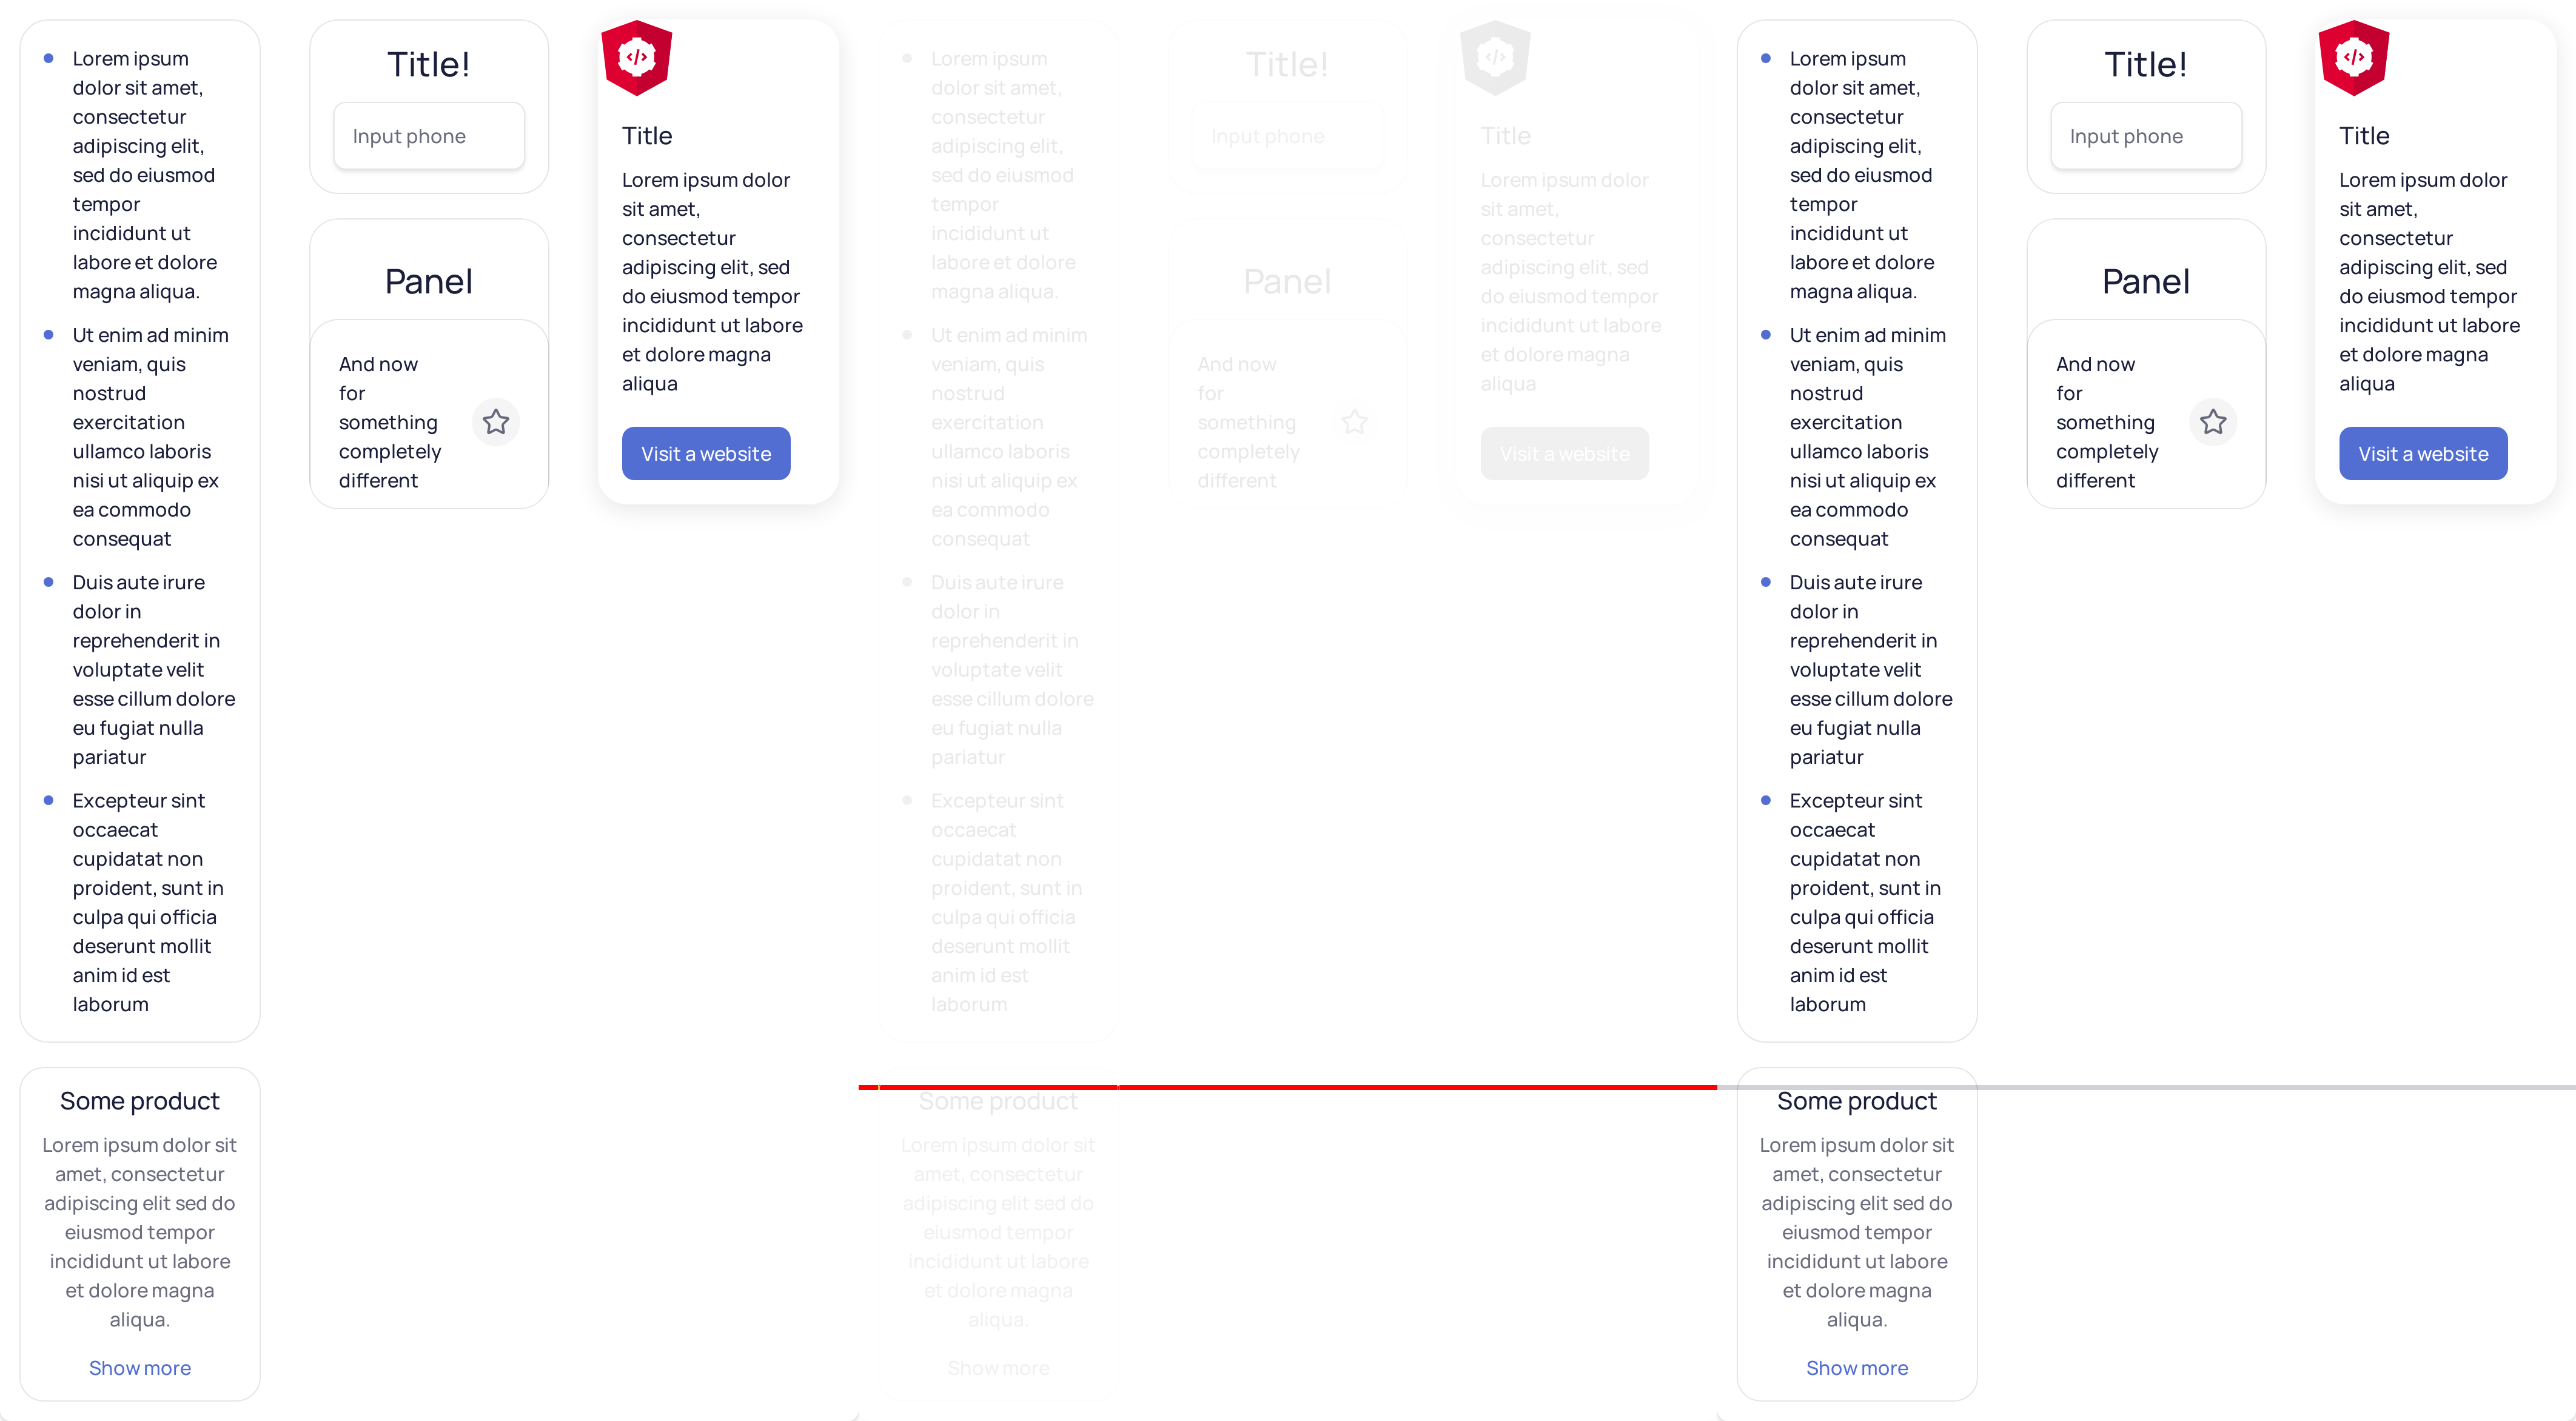 Lorem ipsum
dolor sit amet,
consectetur
adipiscing elit,
sed do eiusmod
tempor
incididunt ut
labore et dolore
magna aliqua.
Ut enim ad minim
veniam, quis
nostrud
exercitation
ullamco laboris
nisi ut aliquip ex
ea commodo
consequat
Duis aute irure
dolor in
reprehenderit in
voluptate velit
esse cillum dolore
eu fugiat nulla
pariatur
Excepteur sint
occaecat
cupidatat non
proident, sunt in
culpa qui officia
deserunt mollit
anim id est
laborum
Some product
Lorem ipsum dolor sit
amet, consectetur
adipiscing elit sed do
eiusmod tempor
incididunt ut labore
et dolore magna
aliqua.
Show more
Title!
Input phone
Panel
And now
for
something
completely
different
</>
Title
Lorem ipsum dolor
sit amet,
consectetur
adipiscing elit, sed
do eiusmod tempor
incididunt ut labore
et dolore magna
aliqua
Visit a website
Lorem ipsum
dolor sit amet,
consectetur
adipiscing elit,
sed do eiusmod
tempor
incididunt ut
labore et dolore
magna aliqua.
Ut enim ad minim
veniam, quis
nostrud
exercitation
ullamco laboris
nisi ut aliquip ex
ea commodo
consequat
Duis aute irure
dolor in
reprehenderit in
voluptate velit
esse cillum dolore
eu fugiat nulla
pariatur
Excepteur sint
occaecat
cupidatat non
proident, sunt in
culpa qui officia
deserunt mollit
anim id est
laborum
Some product
Lorem ipsum dolor sit
amet, consectetur
adipiscing elit sed do
eiusmod tempor
incididunt ut labore
et dolore magna
aliqua.
Show more
Title!
Input phone
Panel
And now
for
something
completely
different
</>
Title
Lorem ipsum dolor
sit amet,
consectetur
adipiscing elit, sed
do eiusmod tempor
incididunt ut labore
et dolore magna
aliqua
Visit a website
Lorem ipsum
dolor sit amet,
consectetur
adipiscing elit,
sed do eiusmod
tempor
incididunt ut
labore et dolore
magna aliqua.
Ut enim ad minim
veniam, quis
nostrud
exercitation
ullamco laboris
nisi ut aliquip ex
ea commodo
consequat
Duis aute irure
dolor in
reprehenderit in
voluptate velit
esse cillum dolore
eu fugiat nulla
pariatur
Excepteur sint
occaecat
cupidatat non
proident, sunt in
culpa qui officia
deserunt mollit
anim id est
laborum
Some product
Lorem ipsum dolor sit
amet, consectetur
adipiscing elit sed do
eiusmod tempor
incididunt ut labore
et dolore magna
aliqua.
Show more
Title!
Input phone
Panel
And now
for
something
completely
different
</>
Title
Lorem ipsum dolor
sit amet,
consectetur
adipiscing elit, sed
do eiusmod tempor
incididunt ut labore
et dolore magna
aliqua
Visit a website